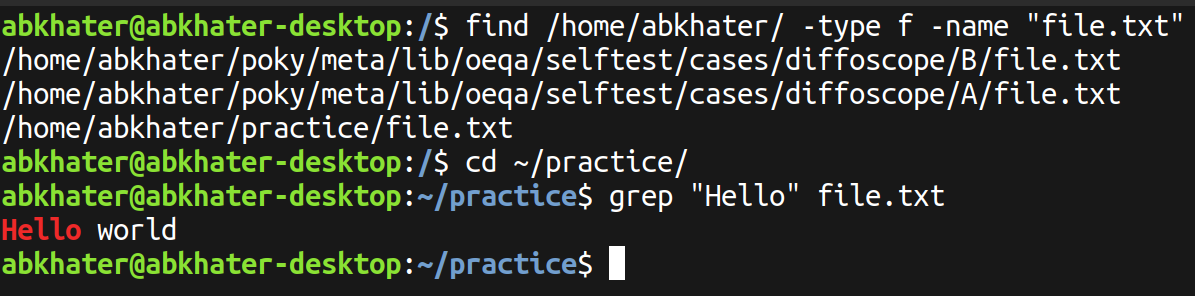 abkhater@abkhater-desktop:/$ find /home/abkhater/ -type f -name "file.txt"
/home/abkhater/poky/meta/lib/oeqa/selftest/cases/diffoscope/B/file.txt
/home/abkhater/poky/meta/lib/oeqa/selftest/cases/diffoscope/A/file.txt
/home/abkhater/practice/file.txt
abkhater@abkhater-desktop:/$ cd ~/practice/
abkhater@abkhater-desktop:~/practice$ grep "Hello" file.txt
Hello world
abkhater@abkhater-desktop:~/practice$